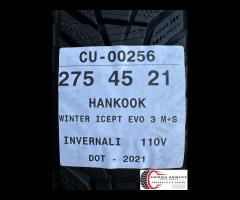 CU-00256
275 45 21
HANKOOK
WINTER ICEPT EVO 3 M+S
INVERNALI 110V
DOT - 2021